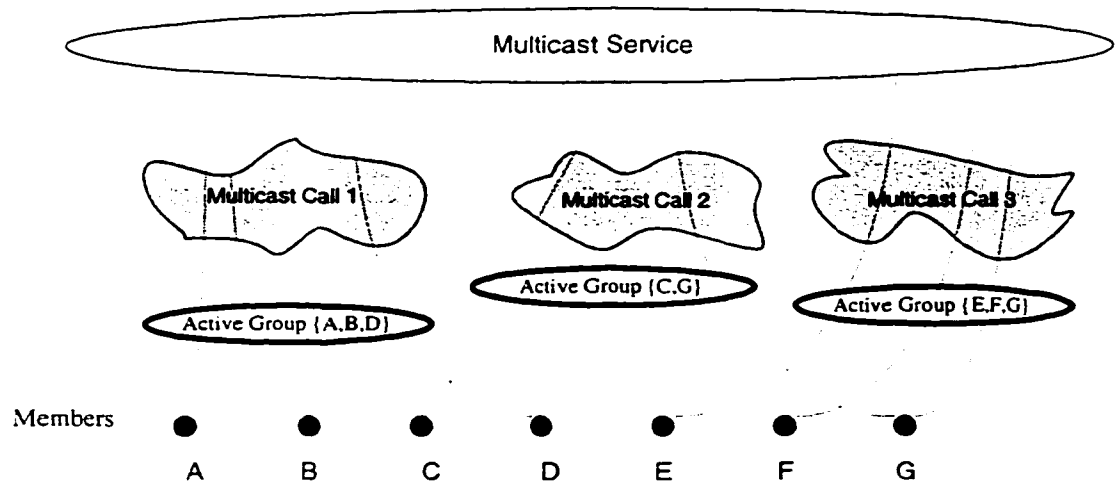 Multicast Service
Multicast Call 1
Multicast Call 2
Multicast Call 3
Active Group {C,G}
Active Group {A,B,D}
Active Group {E,F,G}
Members
A B C D E F G